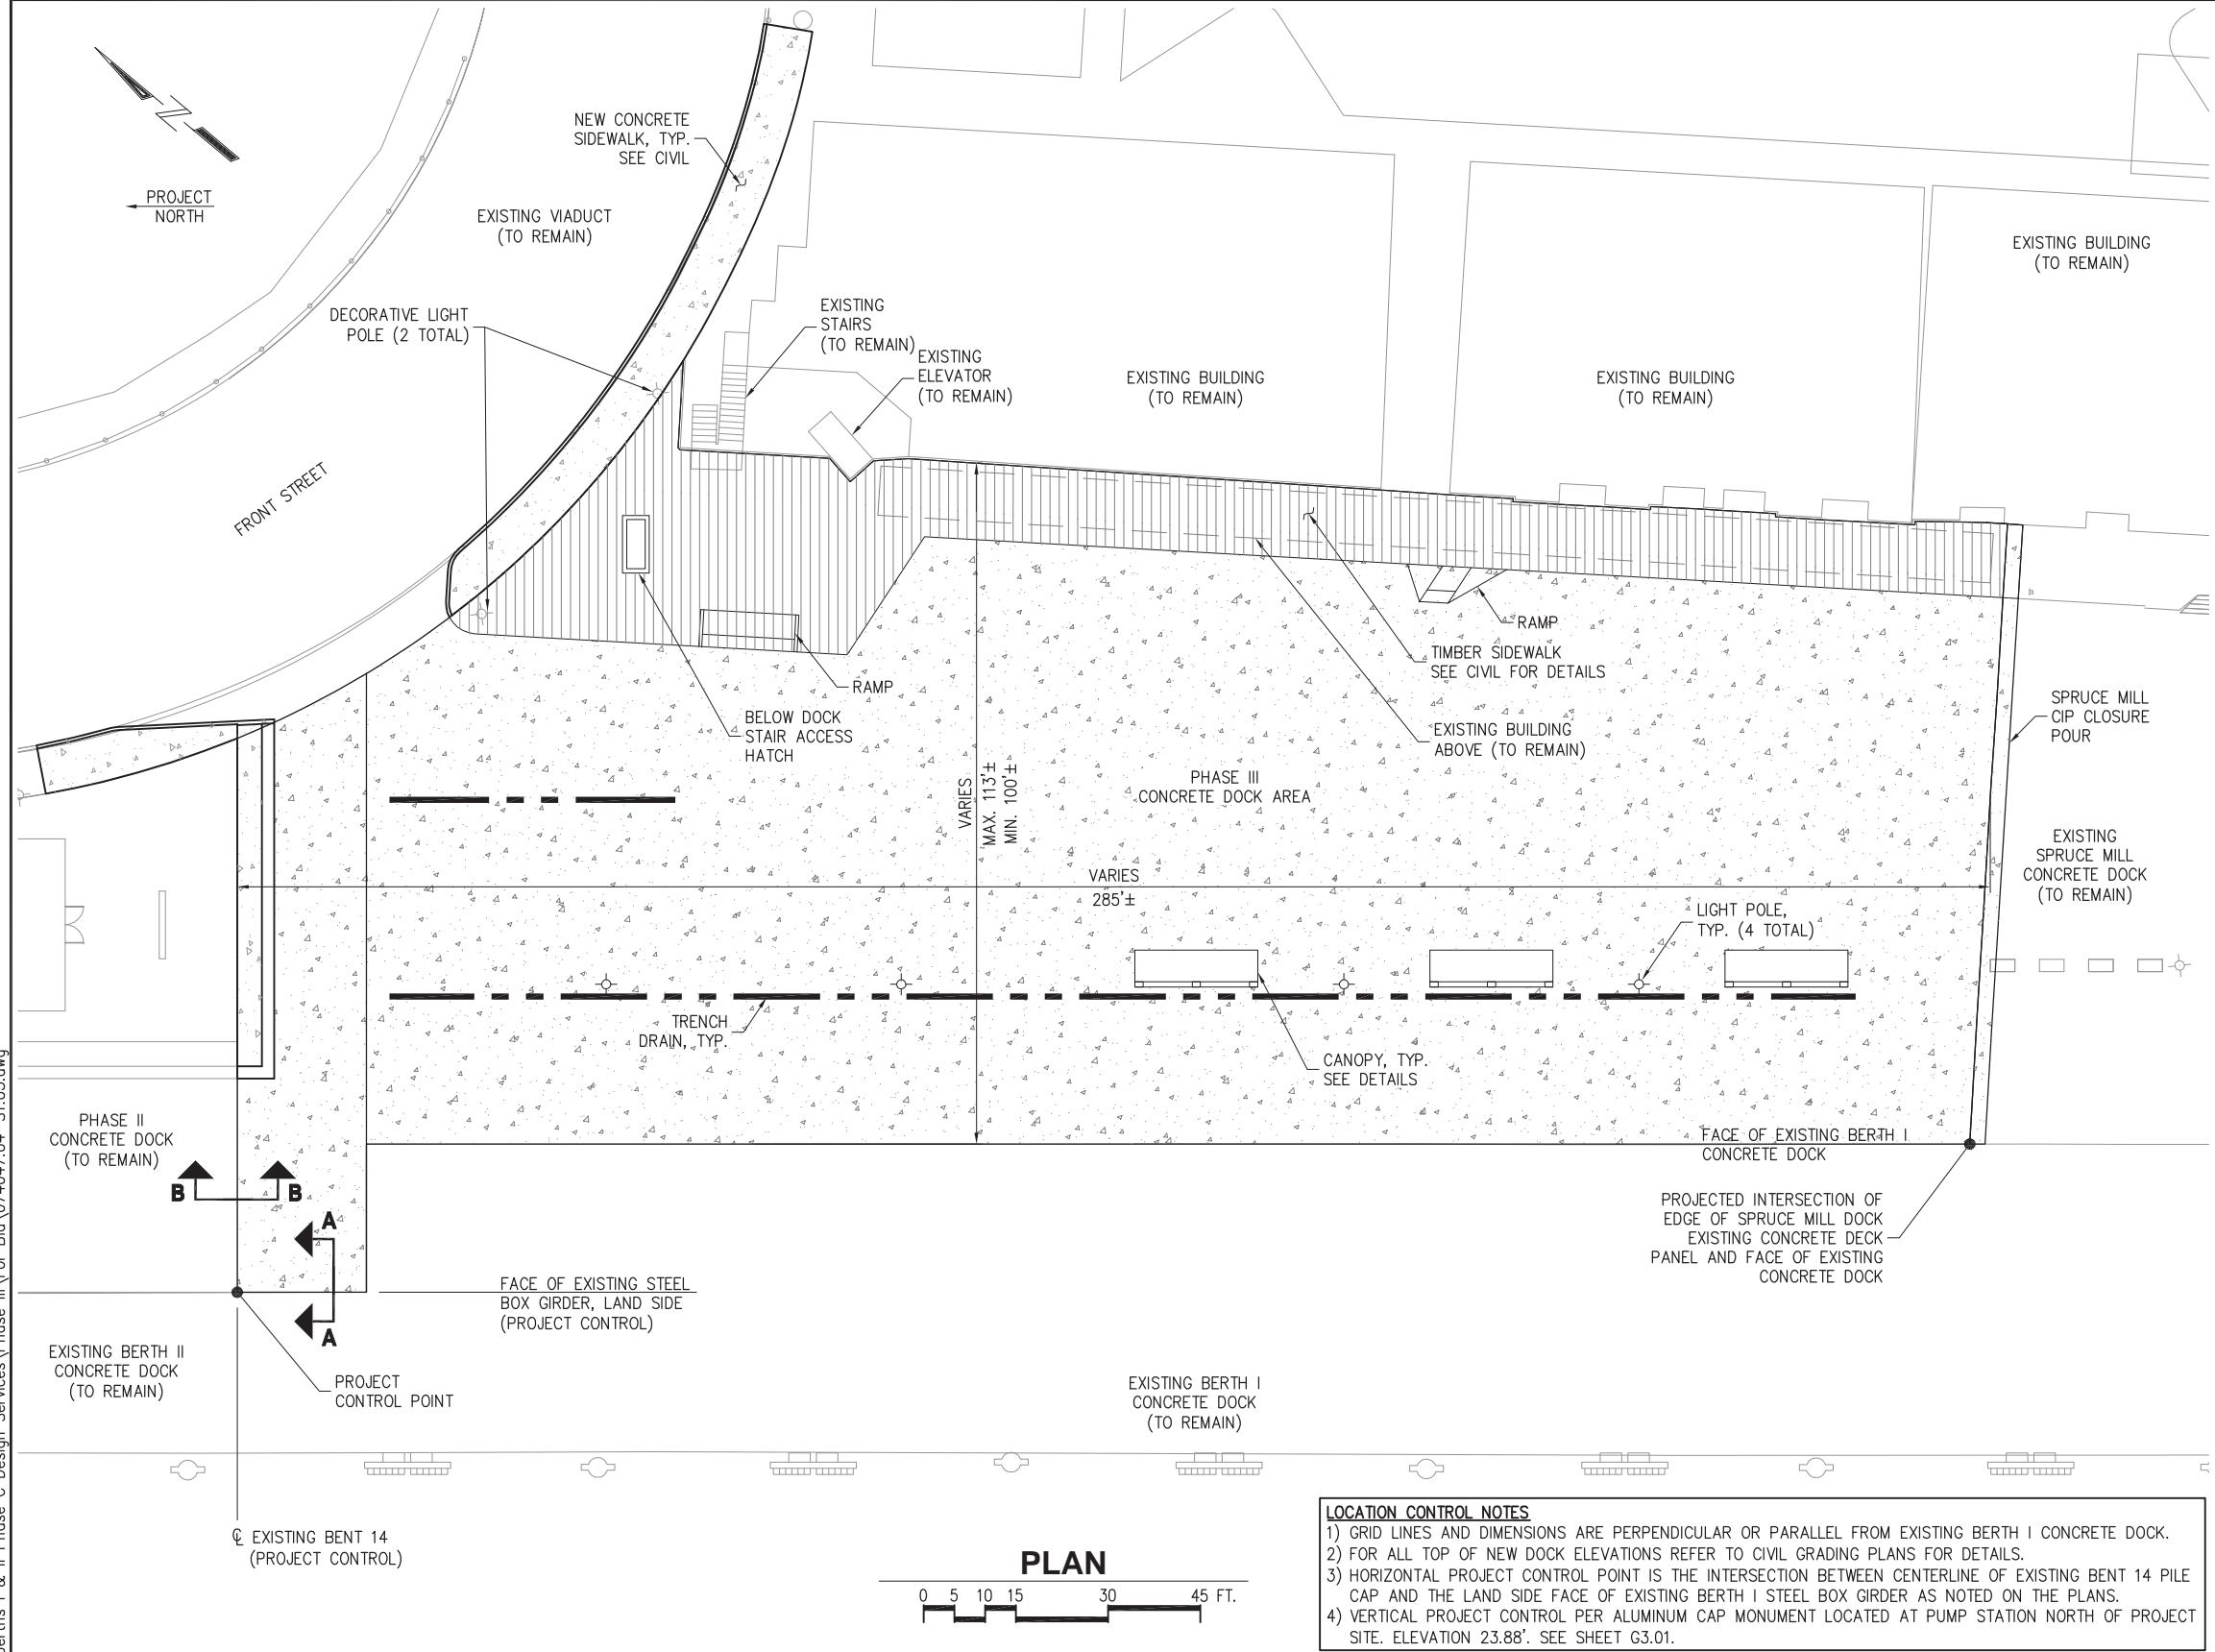 PROJECT
NORTH
NEW CONCRETE
SIDEWALK, TYP.
SEE CIVIL
EXISTING VIADUCT
(TO REMAIN)
DECORATIVE LIGHT
POLE (2 TOTAL)
EXISTING
STAIRS
(TO REMAIN)
EXISTING
ELEVATOR
(TO REMAIN)
EXISTING BUILDING
(TO REMAIN)
EXISTING BUILDING
(TO REMAIN)
EXISTING BUILDING
(TO REMAIN)
FRONT STREET
RAMP
TIMBER SIDEWALK
SEE CIVIL FOR DETAILS
RAMP
BELOW DOCK
STAIR ACCESS
HATCH
EXISTING BUILDING
ABOVE (TO REMAIN)
SPRUCE MILL
CIP CLOSURE
POUR
VARIES
MAX. 113'±
MIN. 100'±
PHASE III
CONCRETE DOCK AREA
EXISTING
SPRUCE MILL
CONCRETE DOCK
(TO REMAIN)
VARIES
285'±
LIGHT POLE,
TYP. (4 TOTAL)
TRENCH
DRAIN, TYP.
CANOPY, TYP.
SEE DETAILS
PHASE II
CONCRETE DOCK
(TO REMAIN)
B
B
A
A
FACE OF EXISTING BERTH I
CONCRETE DOCK
PROJECTED INTERSECTION OF
EDGE OF SPRUCE MILL DOCK
EXISTING CONCRETE DECK
PANEL AND FACE OF EXISTING
CONCRETE DOCK
FACE OF EXISTING STEEL
BOX GIRDER, LAND SIDE
(PROJECT CONTROL)
EXISTING BERTH II
CONCRETE DOCK
(TO REMAIN)
PROJECT
CONTROL POINT
EXISTING BERTH I
CONCRETE DOCK
(TO REMAIN)
℄ EXISTING BENT 14
(PROJECT CONTROL)
PLAN
0 5 10 15 30 45 FT.
LOCATION CONTROL NOTES
1) GRID LINES AND DIMENSIONS ARE PERPENDICULAR OR PARALLEL FROM EXISTING BERTH I CONCRETE DOCK.
2) FOR ALL TOP OF NEW DOCK ELEVATIONS REFER TO CIVIL GRADING PLANS FOR DETAILS.
3) HORIZONTAL PROJECT CONTROL POINT IS THE INTERSECTION BETWEEN CENTERLINE OF EXISTING BENT 14 PILE
CAP AND THE LAND SIDE FACE OF EXISTING BERTH I STEEL BOX GIRDER AS NOTED ON THE PLANS.
4) VERTICAL PROJECT CONTROL PER ALUMINUM CAP MONUMENT LOCATED AT PUMP STATION NORTH OF PROJECT
SITE. ELEVATION 23.88'. SEE SHEET G3.01.